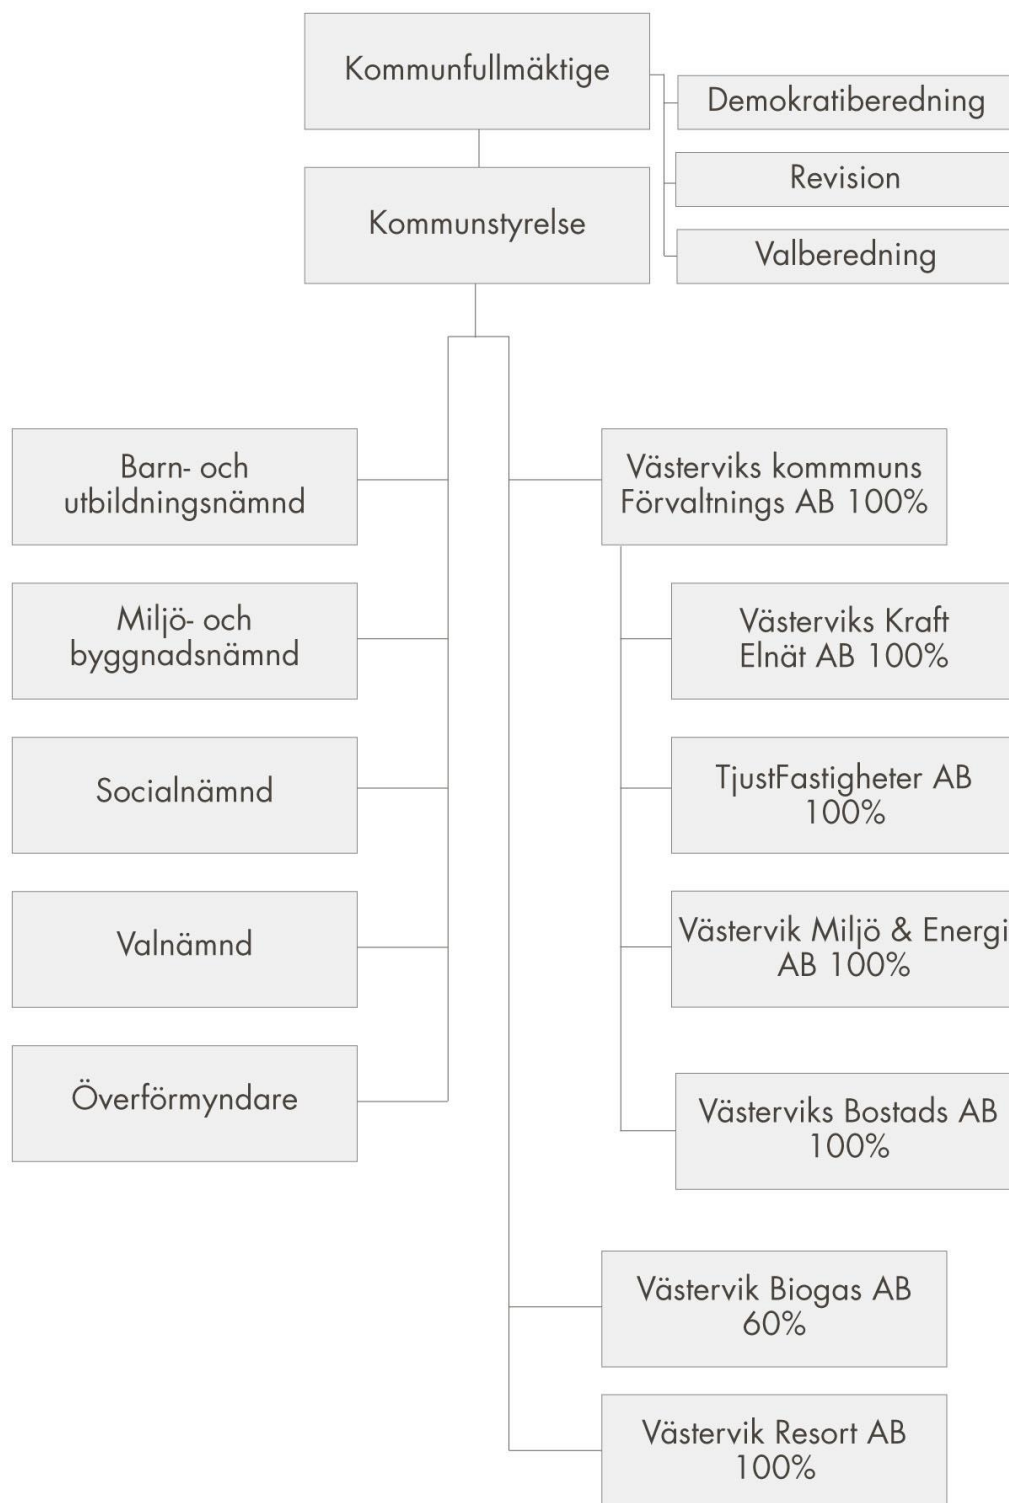 Kommunfullmäktige
Demokratiberedning
Revision
Kommunstyrelse
Valberedning
Barn- och
utbildningsnämnd
Miljö- och
byggnadsnämnd
Socialnämnd
Valnämnd
Överförmyndare
Västerviks kommmuns
Förvaltnings AB 100%
Västerviks Kraft
Elnät AB 100%
TjustFastigheter AB
100%
Västervik Miljö & Energi
AB 100%
Västerviks Bostads AB
100%
Västervik Biogas AB
60%
Västervik Resort AB
100%